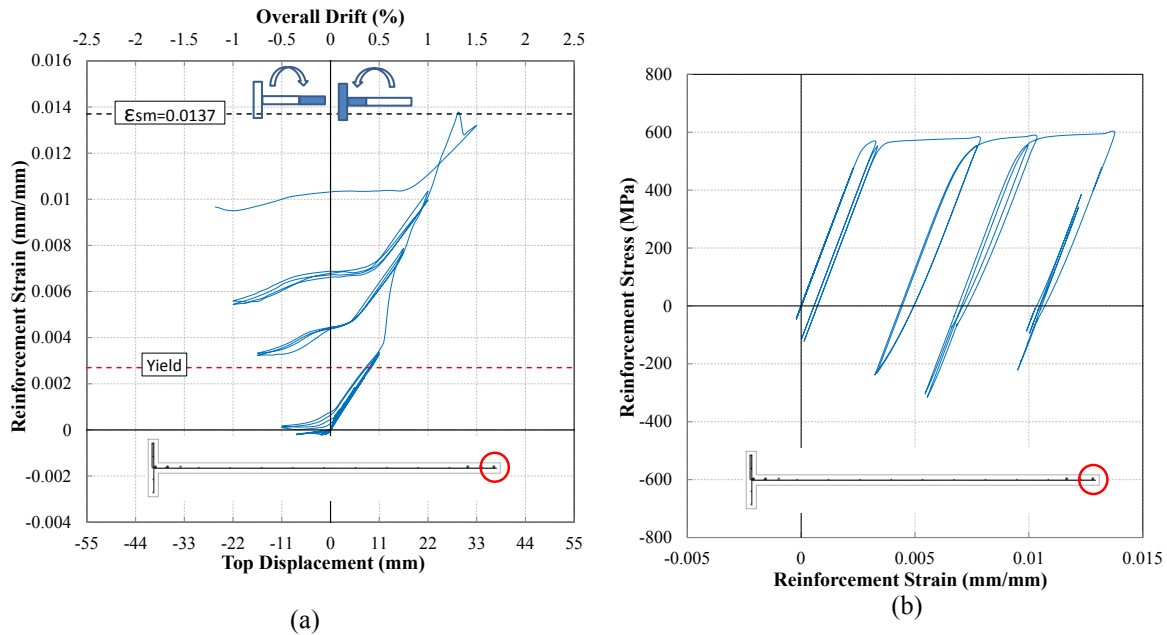 Overall Drift (%)
-2.5 -2 -1.5 -1 -0.5 0 0.5 1 1.5 2 2.5
0.016
0.014
0.012
0.01
0.008
0.006
0.004
0.002
0
-0.002
-0.004
Reinforcement Strain (mm/mm)
εsm=0.0137
Yield
-55 -44 -33 -22 -11 0 11 22 33 44 55
Top Displacement (mm)
(a)
800
600
400
200
0
-200
-400
-600
-800
Reinforcement Stress (MPa)
-0.005 0 0.005 0.01 0.015
Reinforcement Strain (mm/mm)
(b)